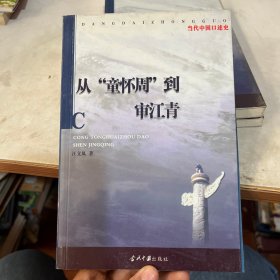 DANGDAIZHONGGUO
当代中国口述史
从“童怀周”到
审江青
C
CONG TONGHUAIZHOU DAO
SHEN JIANGQING
汪文风 著
当代中国出版社